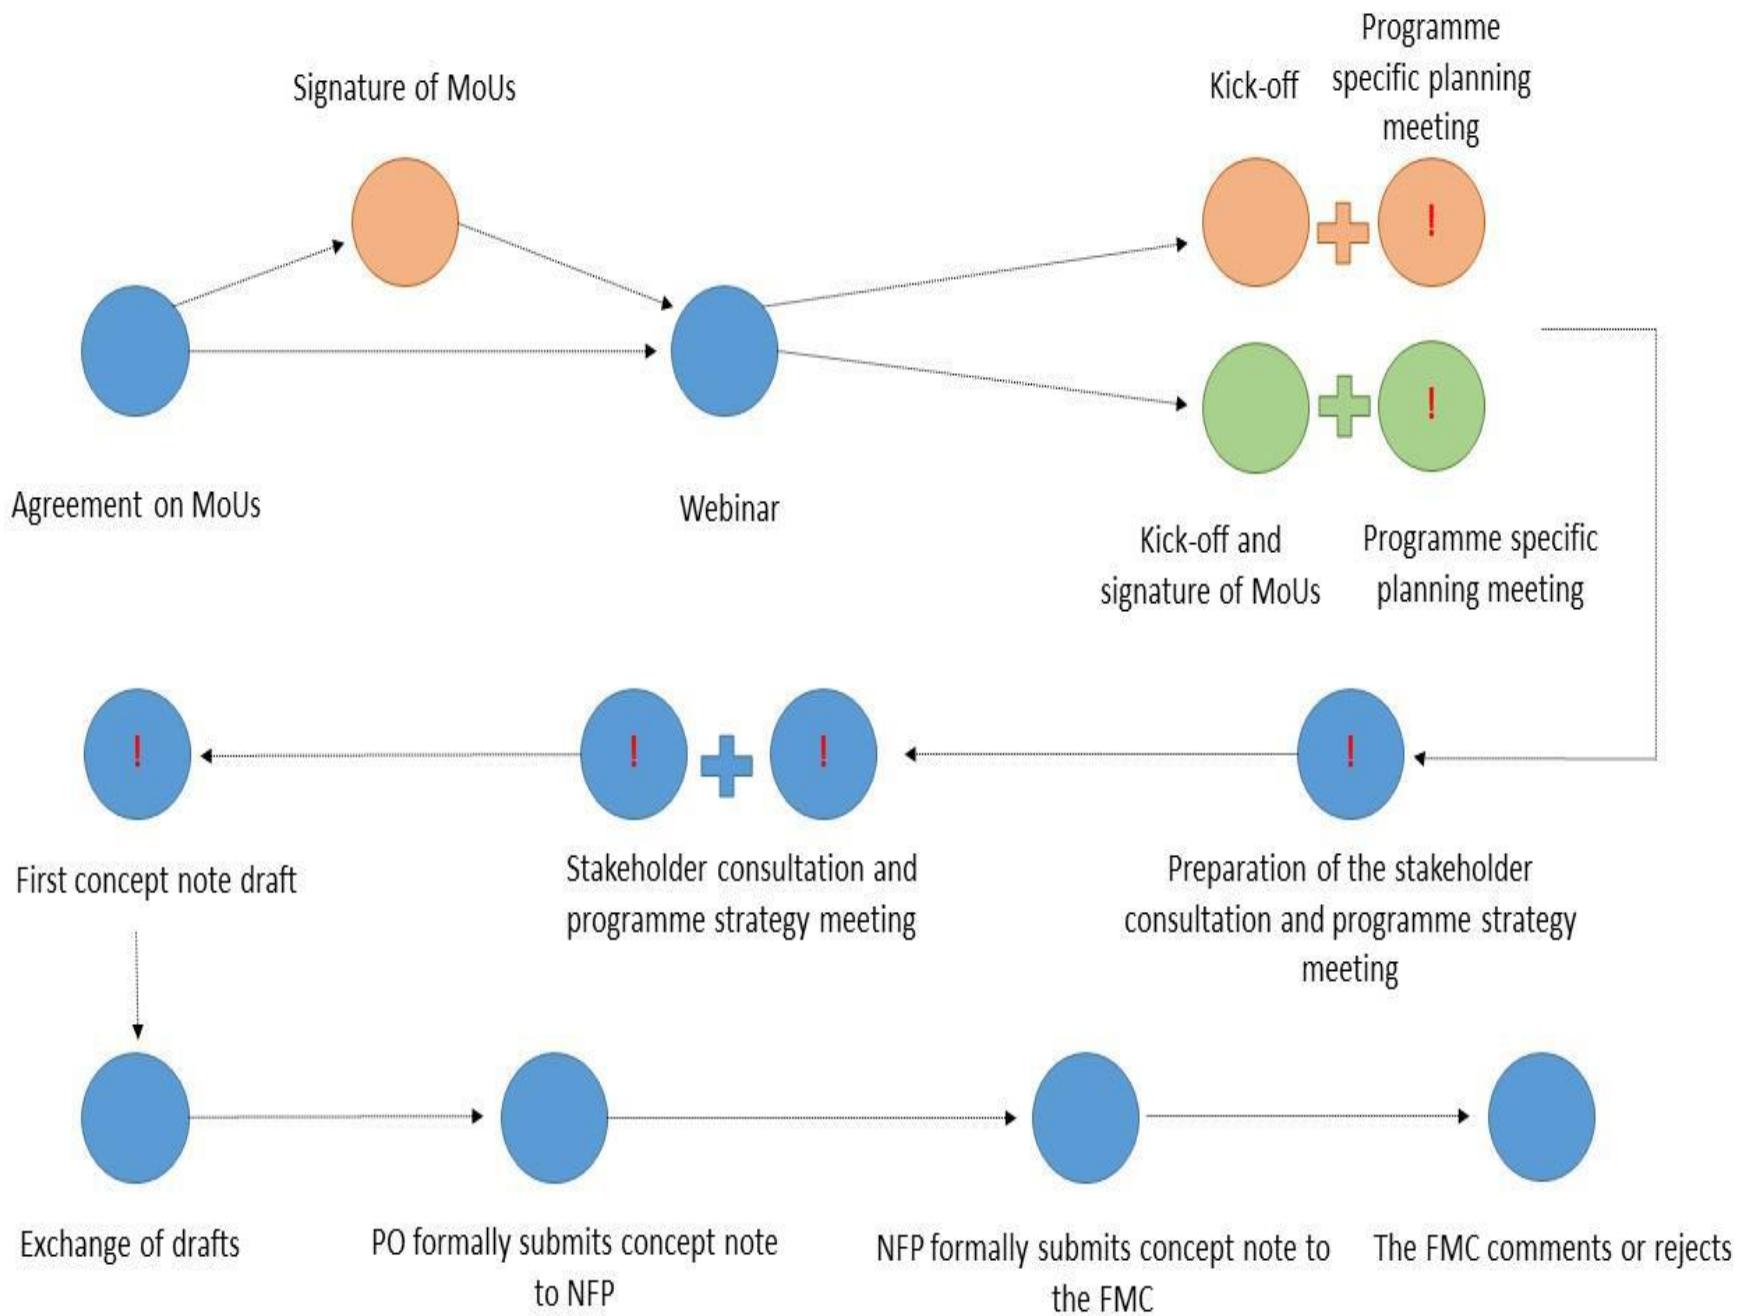 Signature of MoUs
Kick-off
Programme
specific planning
meeting
!
Agreement on MoUs
Webinar
!
Kick-off and
signature of MoUs
Programme specific
planning meeting
!
!
!
!
First concept note draft
Stakeholder consultation and
programme strategy meeting
Preparation of the stakeholder
consultation and programme strategy
meeting
Exchange of drafts
PO formally submits concept note
to NFP
NFP formally submits concept note to
the FMC
The FMC comments or rejects